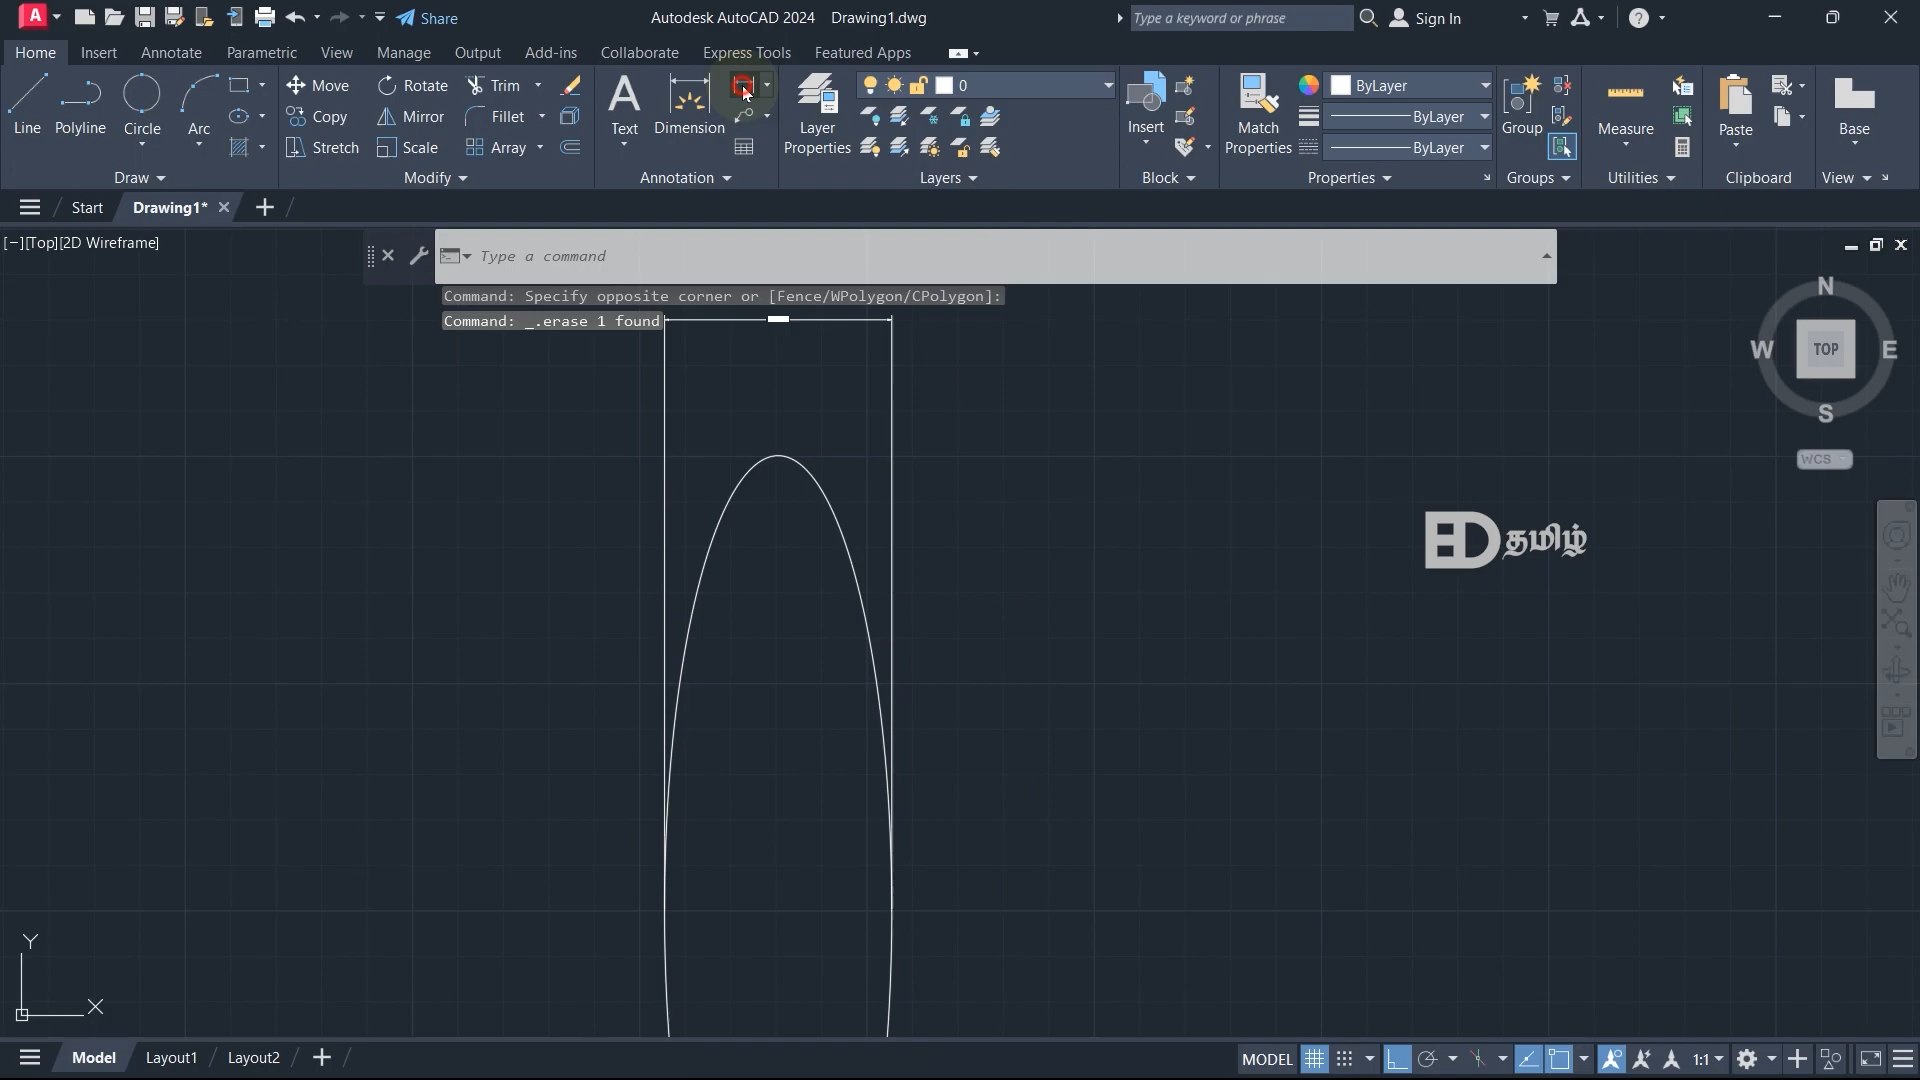 Share
Autodesk AutoCAD 2024 Drawing1.dwg
Type a keyword or phrase
Sign In
Home Insert Annotate Parametric View Manage Output Add-ins Collaborate Express Tools Featured Apps
Line Polyline Circle Arc
Move Rotate Trim
Copy Mirror Fillet
Stretch Scale Array
Text Dimension
Layer Properties
0
Insert
Match Properties
ByLayer
ByLayer
ByLayer
Group
Measure
Paste
Base
Draw Modify Annotation Layers Block Properties Groups Utilities Clipboard View
Start Drawing1*
[−][Top][2D Wireframe]
Type a command
Command: Specify opposite corner or [Fence/WPolygon/CPolygon]:
Command: _.erase 1 found
N
W TOP E
S
WCS
ED தமிழ்
Y
X
Model Layout1 Layout2
MODEL 1:1